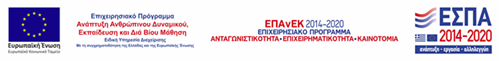 Ευρωπαϊκή Ένωση
Ευρωπαϊκό Κοινωνικό Ταμείο
Επιχειρησιακό Πρόγραμμα
Ανάπτυξη Ανθρώπινου Δυναμικού,
Εκπαίδευση και Διά Βίου Μάθηση
Ειδική Υπηρεσία Διαχείρισης
Με τη συγχρηματοδότηση της Ελλάδας και της Ευρωπαϊκής Ένωσης
ΕΠΑνΕΚ 2014-2020
ΕΠΙΧΕΙΡΗΣΙΑΚΟ ΠΡΟΓΡΑΜΜΑ
ΑΝΤΑΓΩΝΙΣΤΙΚΟΤΗΤΑ•ΕΠΙΧΕΙΡΗΜΑΤΙΚΟΤΗΤΑ•ΚΑΙΝΟΤΟΜΙΑ
ΕΣΠΑ
2014-2020
ανάπτυξη - εργασία - αλληλεγγύη